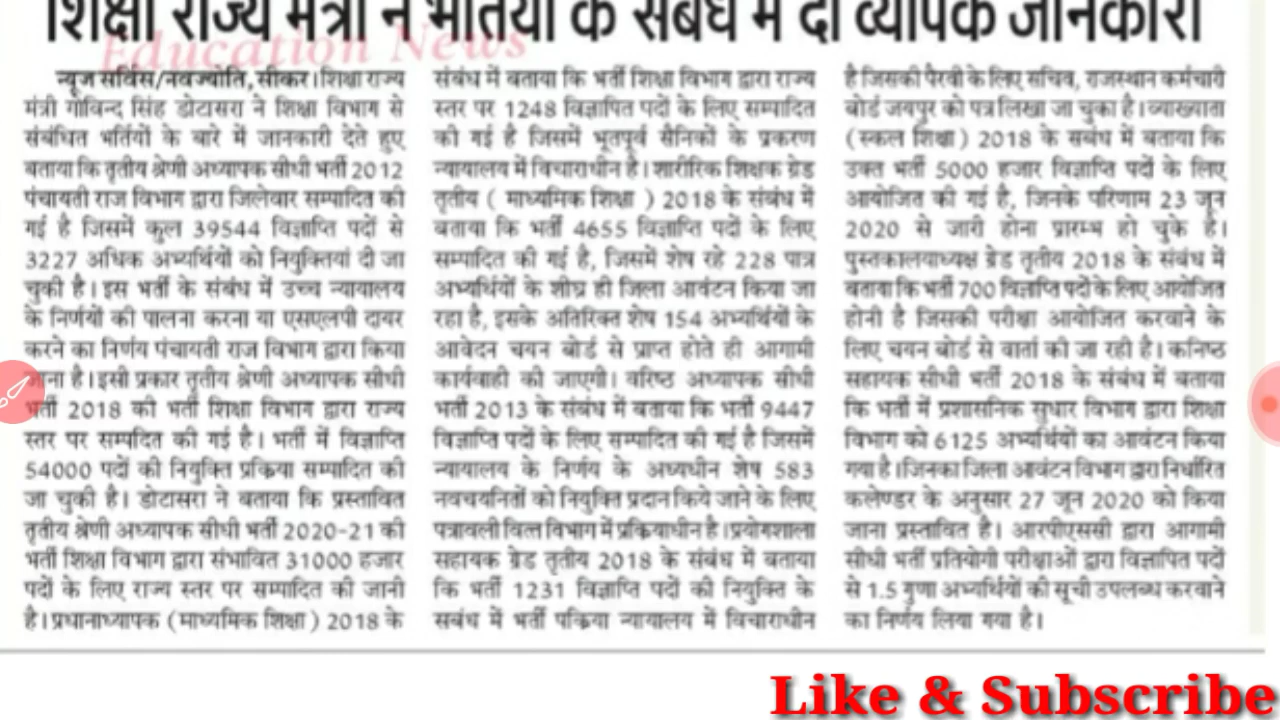 शिक्षा राज्य मंत्री ने भर्तियों के संबंध में दी व्यापक जानकारी
Education News
न्यूज सर्विस/नवज्योति, सीकर। शिक्षा राज्य
मंत्री गोविन्द सिंह डोटासरा ने शिक्षा विभाग से
संबंधित भर्तियों के बारे में जानकारी देते हुए
बताया कि तृतीय श्रेणी अध्यापक सीधी भर्ती 2012
पंचायती राज विभाग द्वारा जिलेवार सम्पादित की
गई है जिसमें कुल 39544 विज्ञाप्ति पदों से
3227 अधिक अभ्यर्थियों को नियुक्तियां दी जा
चुकी है। इस भर्ती के संबंध में उच्च न्यायालय
के निर्णयों की पालना करना या एसएलपी दायर
करने का निर्णय पंचायती राज विभाग द्वारा किया
जाना है। इसी प्रकार तृतीय श्रेणी अध्यापक सीधी
भर्ती 2018 की भर्ती शिक्षा विभाग द्वारा राज्य
स्तर पर सम्पदित की गई है। भर्ती में विज्ञाप्ति
54000 पदों की नियुक्ति प्रक्रिया सम्पादित की
जा चुकी है। डोटासरा ने बताया कि प्रस्तावित
तृतीय श्रेणी अध्यापक सीधी भर्ती 2020-21 की
भर्ती शिक्षा विभाग द्वारा संभावित 31000 हजार
पदों के लिए राज्य स्तर पर सम्पादित की जानी
है। प्रधानाध्यापक (माध्यमिक शिक्षा) 2018 के
संबंध में बताया कि भर्ती शिक्षा विभाग द्वारा राज्य
स्तर पर 1248 विज्ञापित पदों के लिए सम्पादित
की गई है जिसमें भूतपूर्व सैनिकों के प्रकरण
न्यायालय में विचाराधीन है। शारीरिक शिक्षक ग्रेड
तृतीय ( माध्यमिक शिक्षा ) 2018 के संबंध में
बताया कि भर्ती 4655 विज्ञाप्ति पदों के लिए
सम्पादित की गई है, जिसमें शेष रहे 228 पात्र
अभ्यर्थियों के शीघ्र ही जिला आवंटन किया जा
रहा है, इसके अतिरिक्त शेष 154 अभ्यर्थियों के
आवेदन चयन बोर्ड से प्राप्त होते ही आगामी
कार्यवाही की जाएगी। वरिष्ठ अध्यापक सीधी
भर्ती 2013 के संबंध में बताया कि भर्ती 9447
विज्ञाप्ति पदों के लिए सम्पादित की गई है जिसमें
न्यायालय के निर्णय के अध्यधीन शेष 583
नवचयनितों को नियुक्ति प्रदान किये जाने के लिए
पत्रावली वित्त विभाग में प्रक्रियाधीन है। प्रयोगशाला
सहायक ग्रेड तृतीय 2018 के संबंध में बताया
कि भर्ती 1231 विज्ञाप्ति पदों की नियुक्ति के
सबंध में भर्ती पक्रिया न्यायालय में विचाराधीन
है जिसकी पैरवी के लिए सचिव, राजस्थान कर्मचारी
बोर्ड जयपुर को पत्र लिखा जा चुका है। व्याख्याता
(स्कल शिक्षा) 2018 के सबंध में बताया कि
उक्त भर्ती 5000 हजार विज्ञाप्ति पदों के लिए
आयोजित की गई है, जिनके परिणाम 23 जून
2020 से जारी होना प्रारम्भ हो चुके है।
पुस्तकालयाध्यक्ष ग्रेड तृतीय 2018 के संबंध में
बताया कि भर्ती 700 विज्ञप्ति पदों के लिए आयोजित
होनी है जिसकी परीक्षा आयोजित करवाने के
लिए चयन बोर्ड से वार्ता की जा रही है। कनिष्ठ
सहायक सीधी भर्ती 2018 के संबंध में बताया
कि भर्ती में प्रशासनिक सुधार विभाग द्वारा शिक्षा
विभाग को 6125 अभ्यर्थियों का आवंटन किया
गया है। जिनका जिला आवंटन विभाग द्वारा निर्धारित
कलेण्डर के अनुसार 27 जून 2020 को किया
जाना प्रस्तावित है। आरपीएससी द्वारा आगामी
सीधी भर्ती प्रतियोगी परीक्षाओं द्वारा विज्ञापित पदों
से 1.5 गुणा अभ्यर्थियों की सूची उपलब्ध करवाने
का निर्णय लिया गया है।
Like & Subscribe